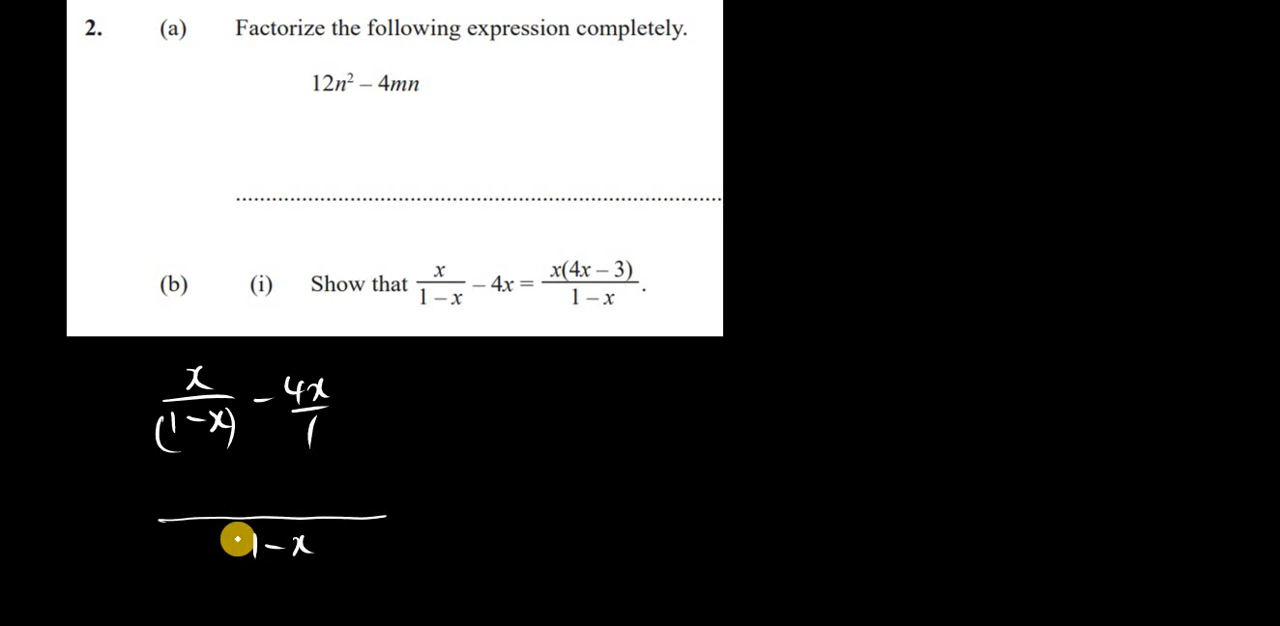 2. (a) Factorize the following expression completely.
12n² – 4mn
(b) (i) Show that x/(1 – x) – 4x = x(4x – 3)/(1 – x).
x/(1-x) - 4x/1
1-x